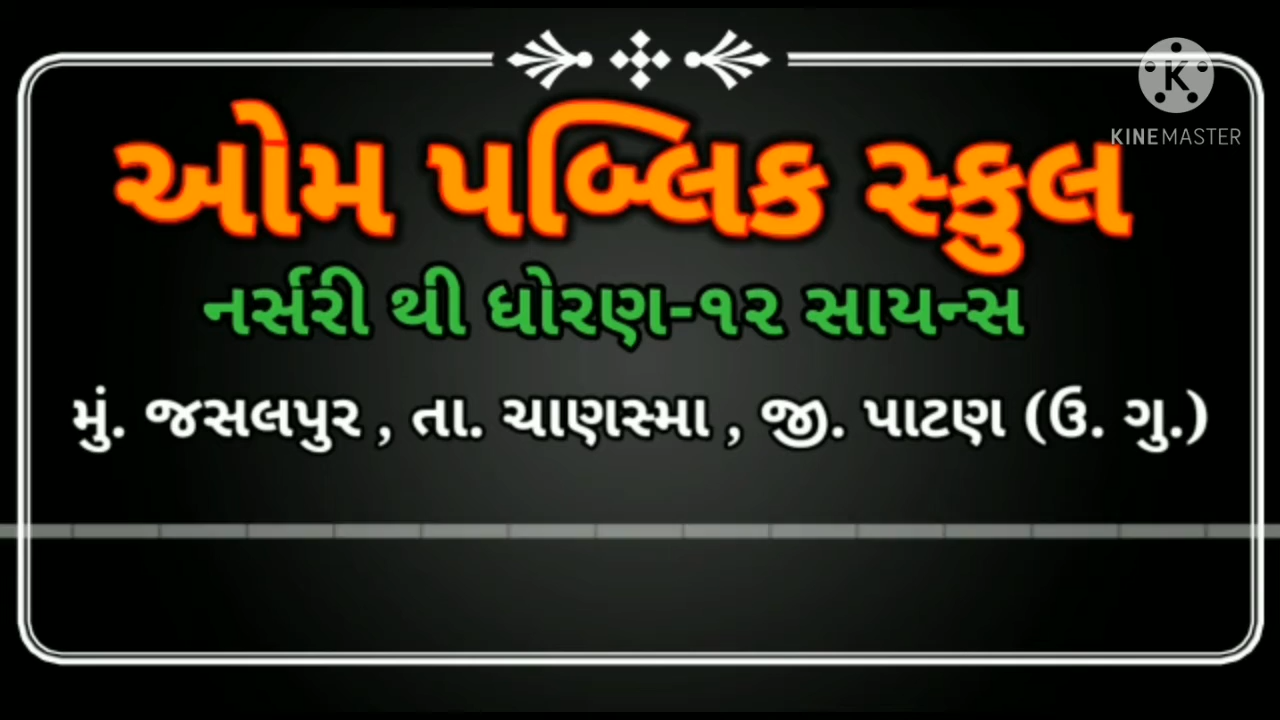 K
KINEMASTER
ઓમ પબ્લિક સ્કુલ
નર્સરી થી ધોરણ-૧૨ સાયન્સ
મું. જસલપુર , તા. ચાણસ્મા , જી. પાટણ (ઉ. ગુ.)